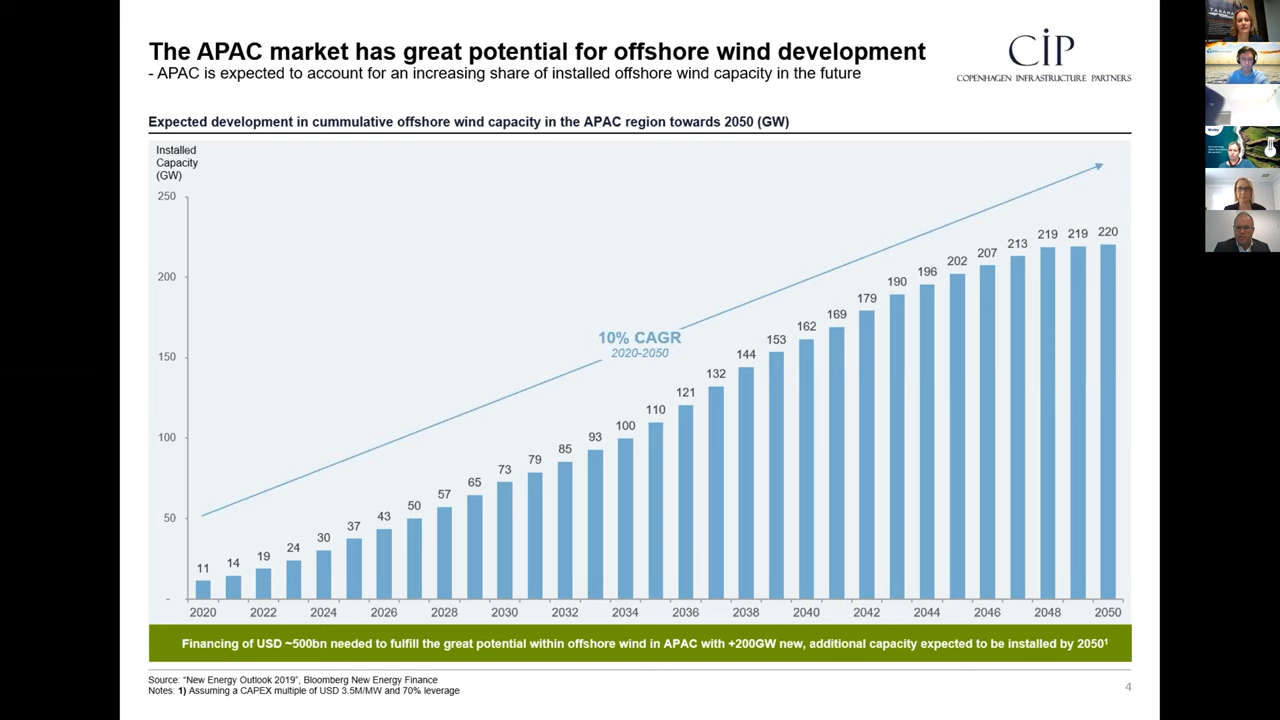 The APAC market has great potential for offshore wind development
- APAC is expected to account for an increasing share of installed offshore wind capacity in the future
CIP
COPENHAGEN INFRASTRUCTURE PARTNERS
Expected development in cummulative offshore wind capacity in the APAC region towards 2050 (GW)
Installed
Capacity
(GW)
250
200
150
100
50
-
10% CAGR
2020-2050
11 14 19 24 30 37 43 50 57 65 73 79 85 93 100 110 121 132 144 153 162 169 179 190 196 202 207 213 219 219 220
2020 2022 2024 2026 2028 2030 2032 2034 2036 2038 2040 2042 2044 2046 2048 2050
Financing of USD ~500bn needed to fulfill the great potential within offshore wind in APAC with +200GW new, additional capacity expected to be installed by 2050¹
Source: “New Energy Outlook 2019”, Bloomberg New Energy Finance
Notes: 1) Assuming a CAPEX multiple of USD 3.5M/MW and 70% leverage
4